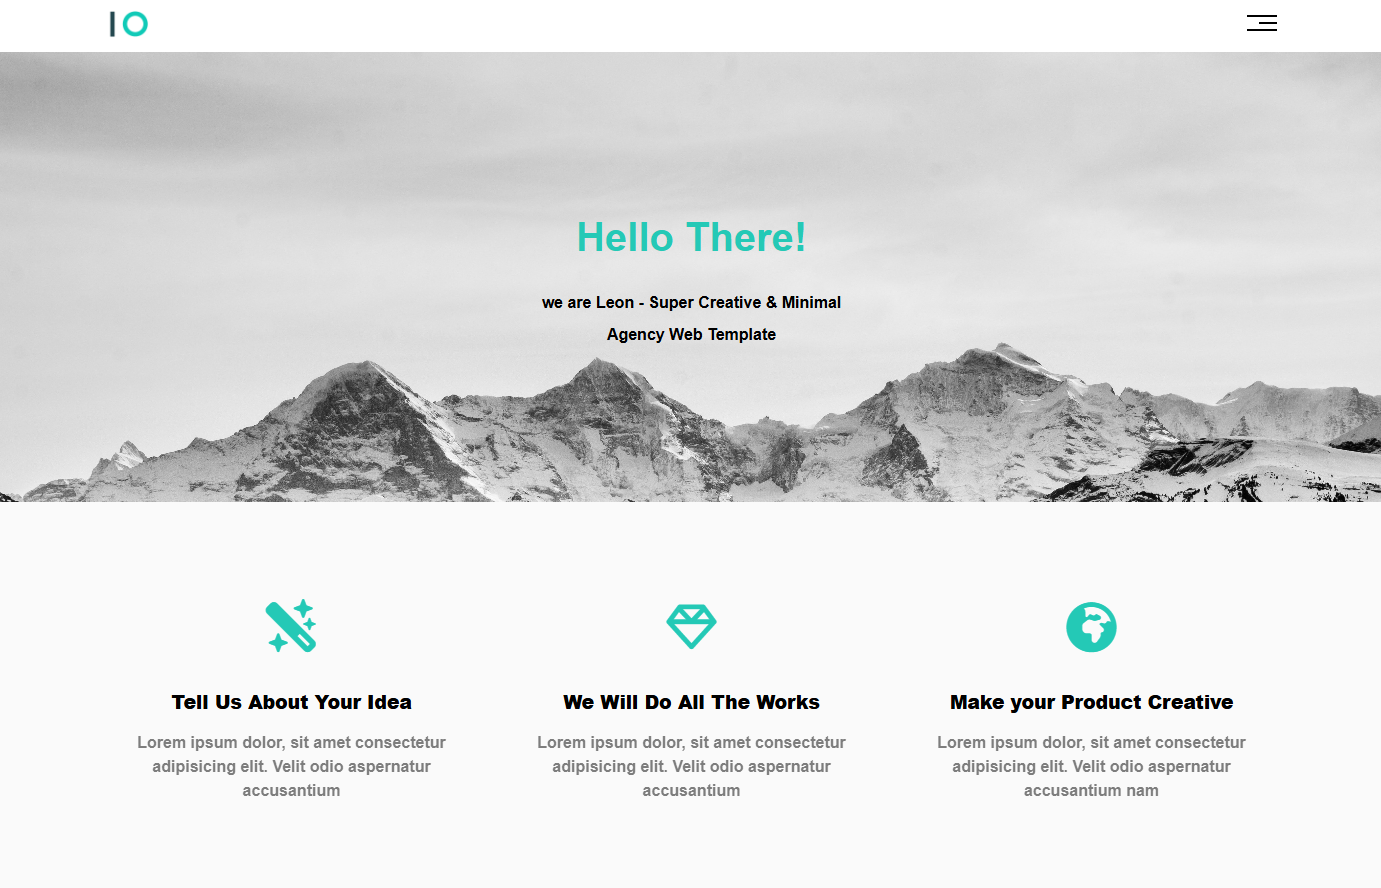 Hello There!
we are Leon - Super Creative & Minimal
Agency Web Template
Tell Us About Your Idea
Lorem ipsum dolor, sit amet consectetur
adipisicing elit. Velit odio aspernatur
accusantium
We Will Do All The Works
Lorem ipsum dolor, sit amet consectetur
adipisicing elit. Velit odio aspernatur
accusantium
Make your Product Creative
Lorem ipsum dolor, sit amet consectetur
adipisicing elit. Velit odio aspernatur
accusantium nam